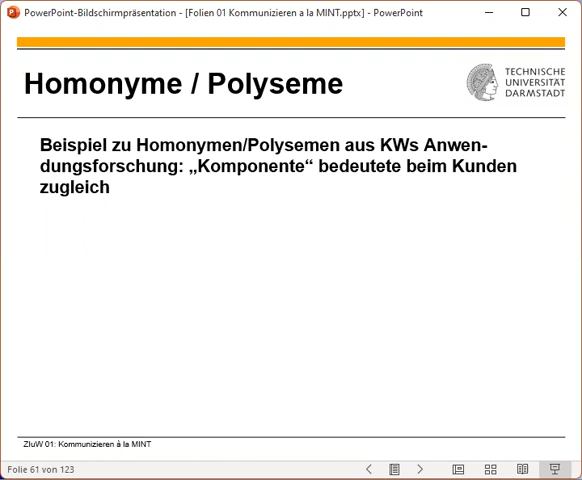 PowerPoint-Bildschirmpräsentation - [Folien 01 Kommunizieren a la MINT.pptx] - PowerPoint
Homonyme / Polyseme
TECHNISCHE
UNIVERSITÄT
DARMSTADT
Beispiel zu Homonymen/Polysemen aus KWs Anwen-
dungsforschung: „Komponente“ bedeutete beim Kunden
zugleich
ZIuW 01: Kommunizieren à la MINT
Folie 61 von 123